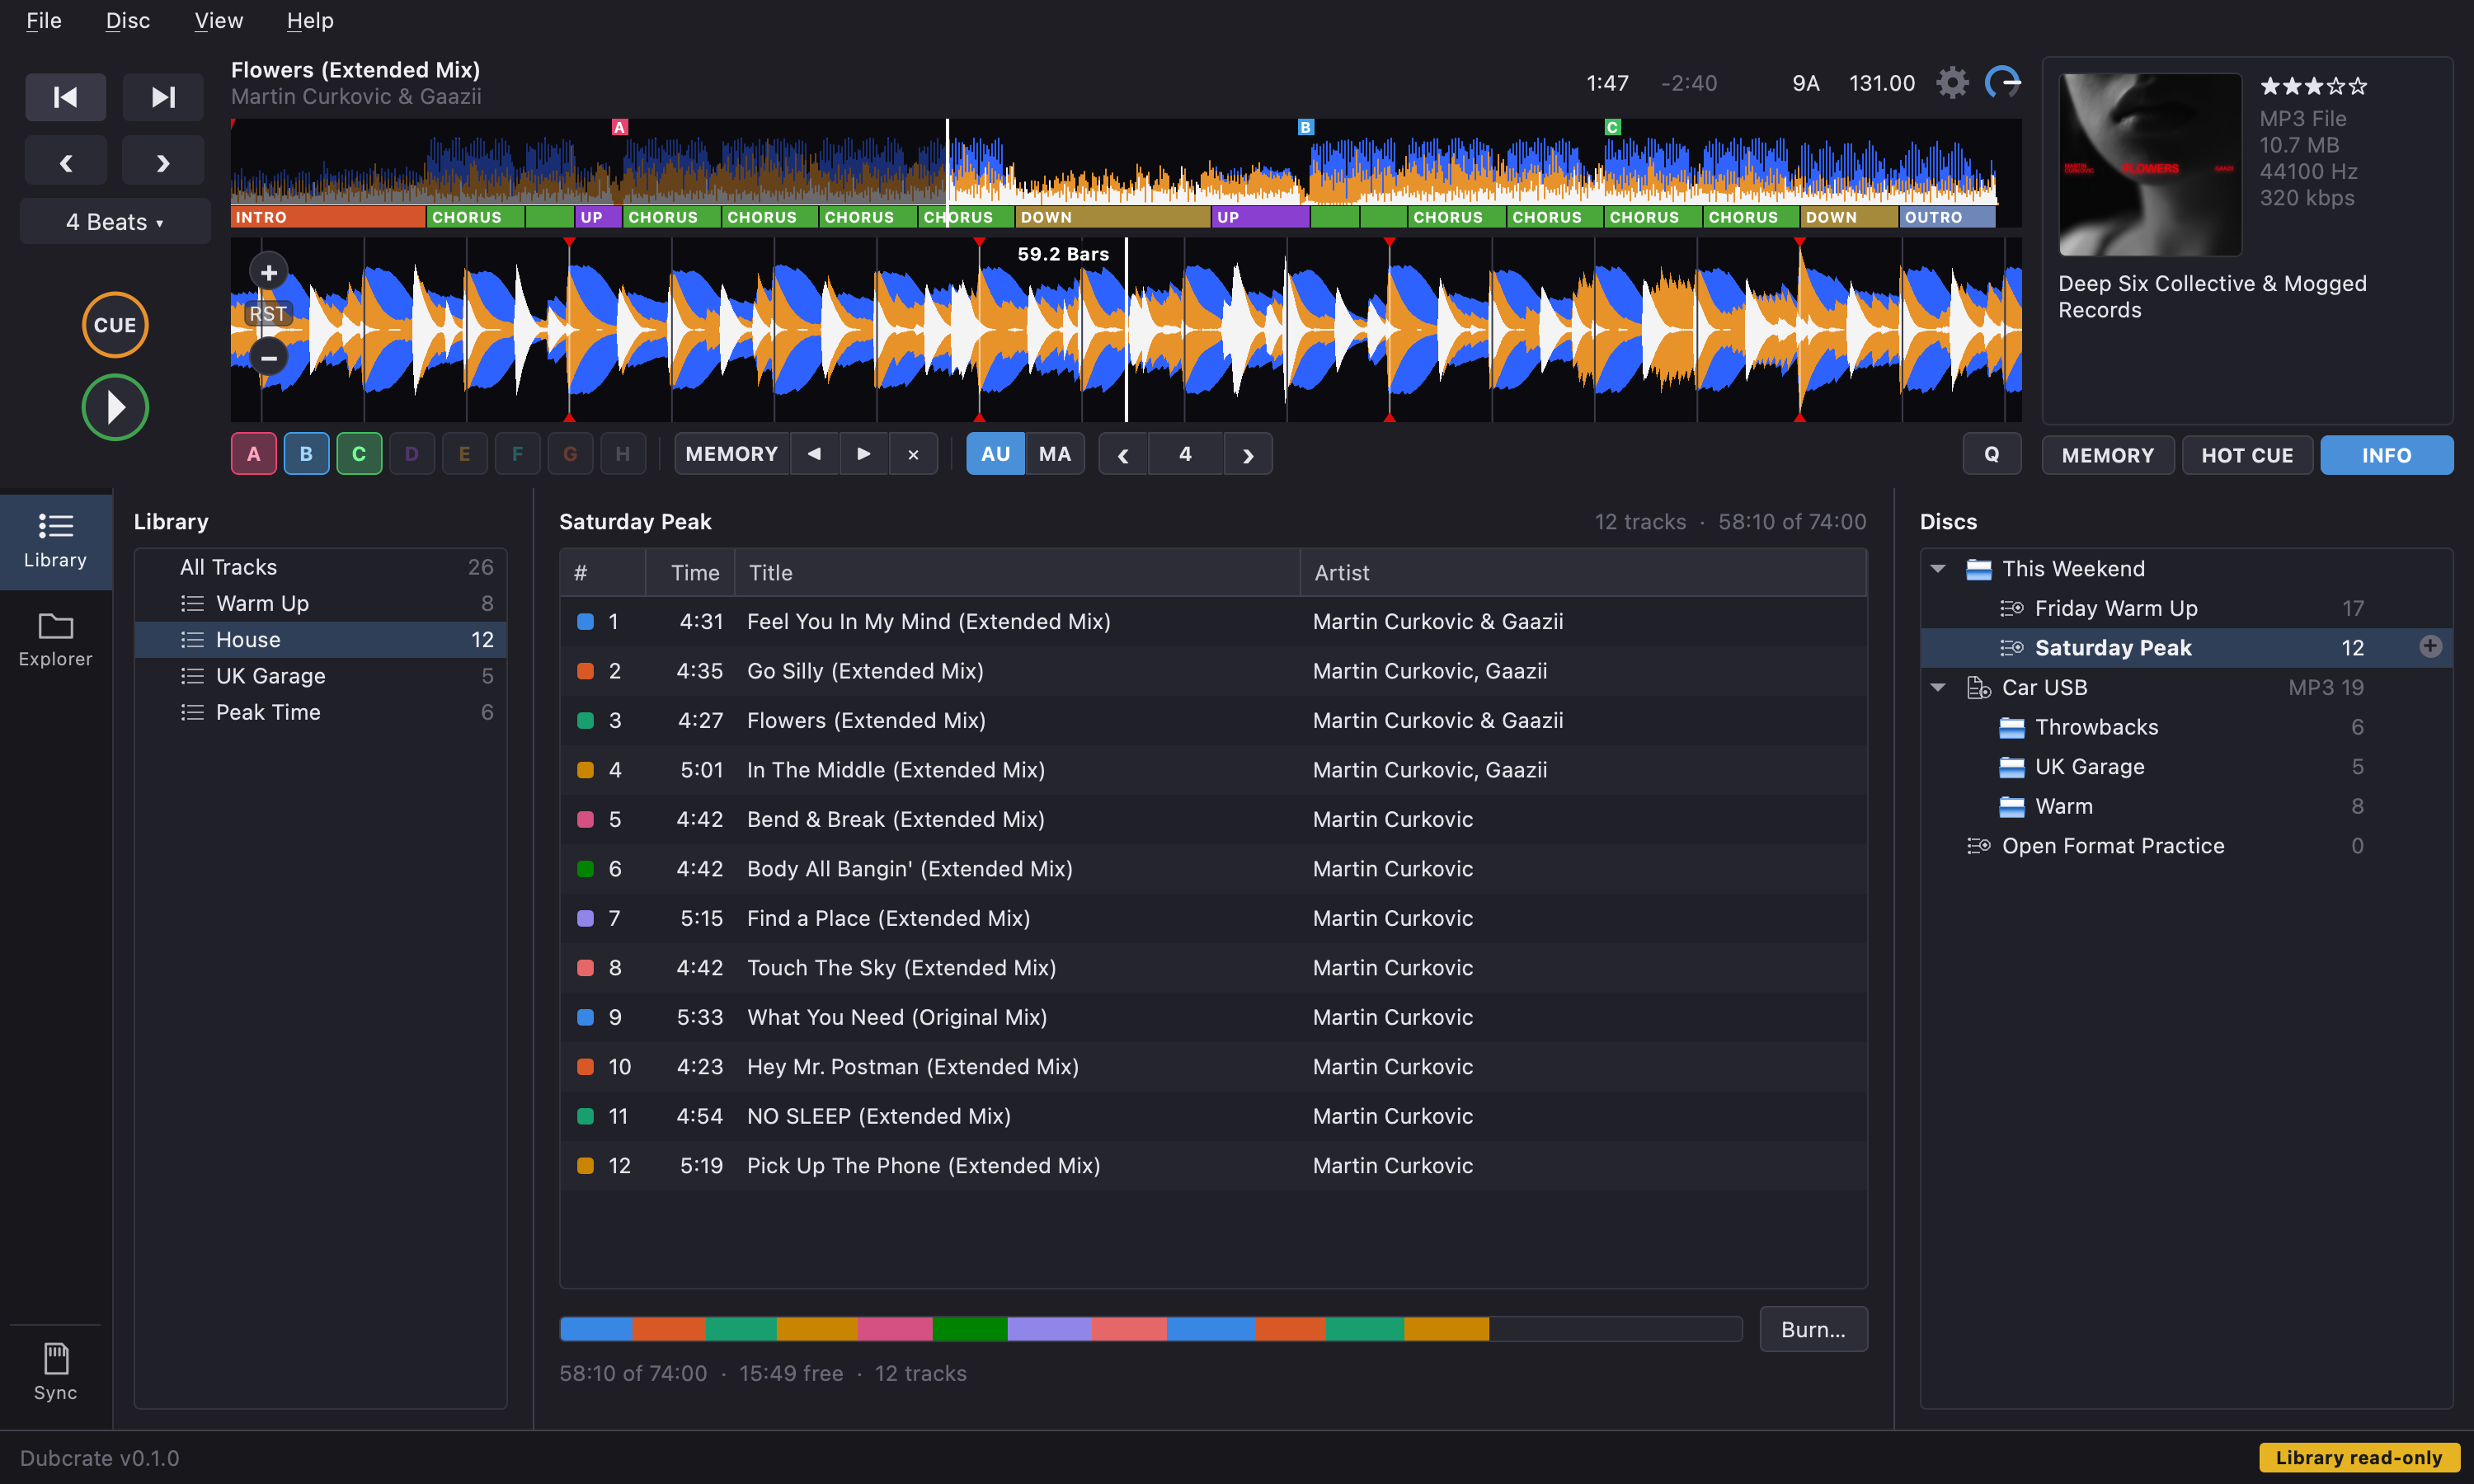 File Disc View Help
Flowers (Extended Mix)
Martin Curkovic & Gaazii
1:47 -2:40 9A 131.00
A B C
INTRO CHORUS UP CHORUS CHORUS CHORUS CHORUS DOWN UP CHORUS CHORUS CHORUS CHORUS DOWN OUTRO
4 Beats
59.2 Bars
RST
CUE
A B C D E F G H MEMORY AU MA 4 Q
MP3 File
10.7 MB
44100 Hz
320 kbps
FLOWERS
Deep Six Collective & Mogged
Records
MEMORY HOT CUE INFO
Library
Explorer
Sync
Library
All Tracks 26
Warm Up 8
House 12
UK Garage 5
Peak Time 6
Saturday Peak 12 tracks · 58:10 of 74:00
# Time Title Artist
1 4:31 Feel You In My Mind (Extended Mix) Martin Curkovic & Gaazii
2 4:35 Go Silly (Extended Mix) Martin Curkovic, Gaazii
3 4:27 Flowers (Extended Mix) Martin Curkovic & Gaazii
4 5:01 In The Middle (Extended Mix) Martin Curkovic, Gaazii
5 4:42 Bend & Break (Extended Mix) Martin Curkovic
6 4:42 Body All Bangin' (Extended Mix) Martin Curkovic
7 5:15 Find a Place (Extended Mix) Martin Curkovic
8 4:42 Touch The Sky (Extended Mix) Martin Curkovic
9 5:33 What You Need (Original Mix) Martin Curkovic
10 4:23 Hey Mr. Postman (Extended Mix) Martin Curkovic
11 4:54 NO SLEEP (Extended Mix) Martin Curkovic
12 5:19 Pick Up The Phone (Extended Mix) Martin Curkovic
Burn...
58:10 of 74:00 · 15:49 free · 12 tracks
Discs
This Weekend
Friday Warm Up 17
Saturday Peak 12
Car USB MP3 19
Throwbacks 6
UK Garage 5
Warm 8
Open Format Practice 0
Dubcrate v0.1.0
Library read-only